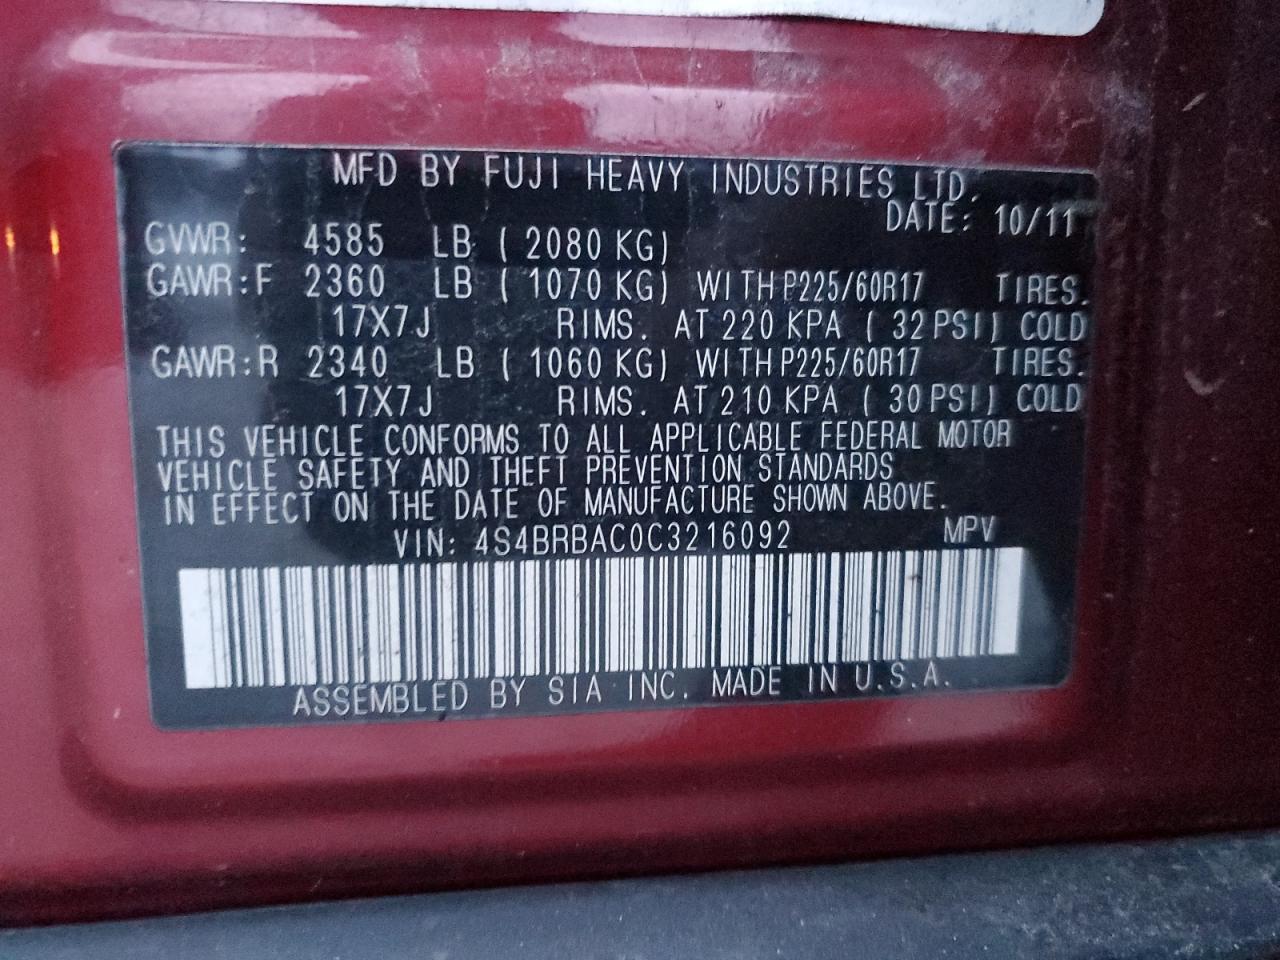 MFD BY FUJI HEAVY INDUSTRIES LTD.
DATE: 10/11
GVWR: 4585 LB ( 2080 KG)
GAWR:F 2360 LB ( 1070 KG) WITH P225/60R17 TIRES.
17X7J RIMS. AT 220 KPA ( 32 PSI) COLD
GAWR:R 2340 LB ( 1060 KG) WITH P225/60R17 TIRES.
17X7J RIMS. AT 210 KPA ( 30 PSI) COLD
THIS VEHICLE CONFORMS TO ALL APPLICABLE FEDERAL MOTOR
VEHICLE SAFETY AND THEFT PREVENTION STANDARDS
IN EFFECT ON THE DATE OF MANUFACTURE SHOWN ABOVE.
VIN: 4S4BRBAC0C3216092 MPV
ASSEMBLED BY SIA INC. MADE IN U.S.A.